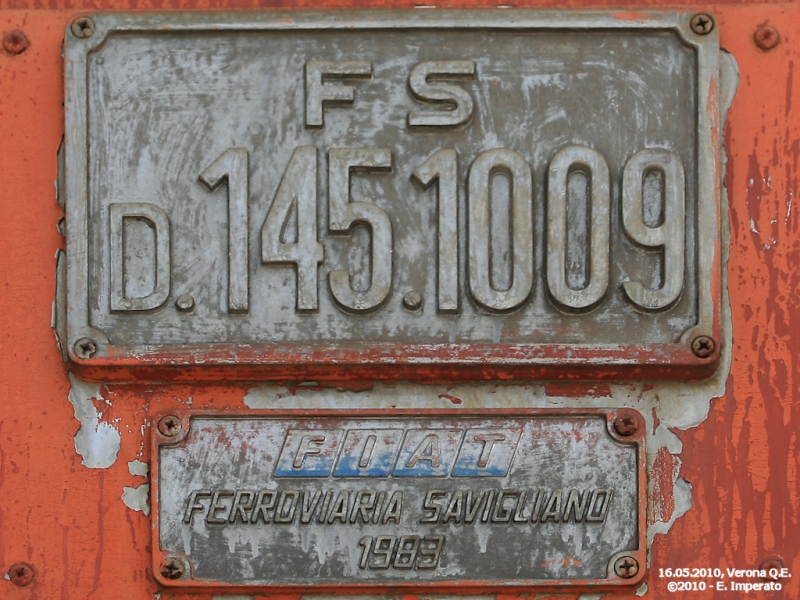 FS
D.145.1009
FIAT
FERROVIARIA SAVIGLIANO
1983
16.05.2010, Verona Q.E.
©2010 - E. Imperato